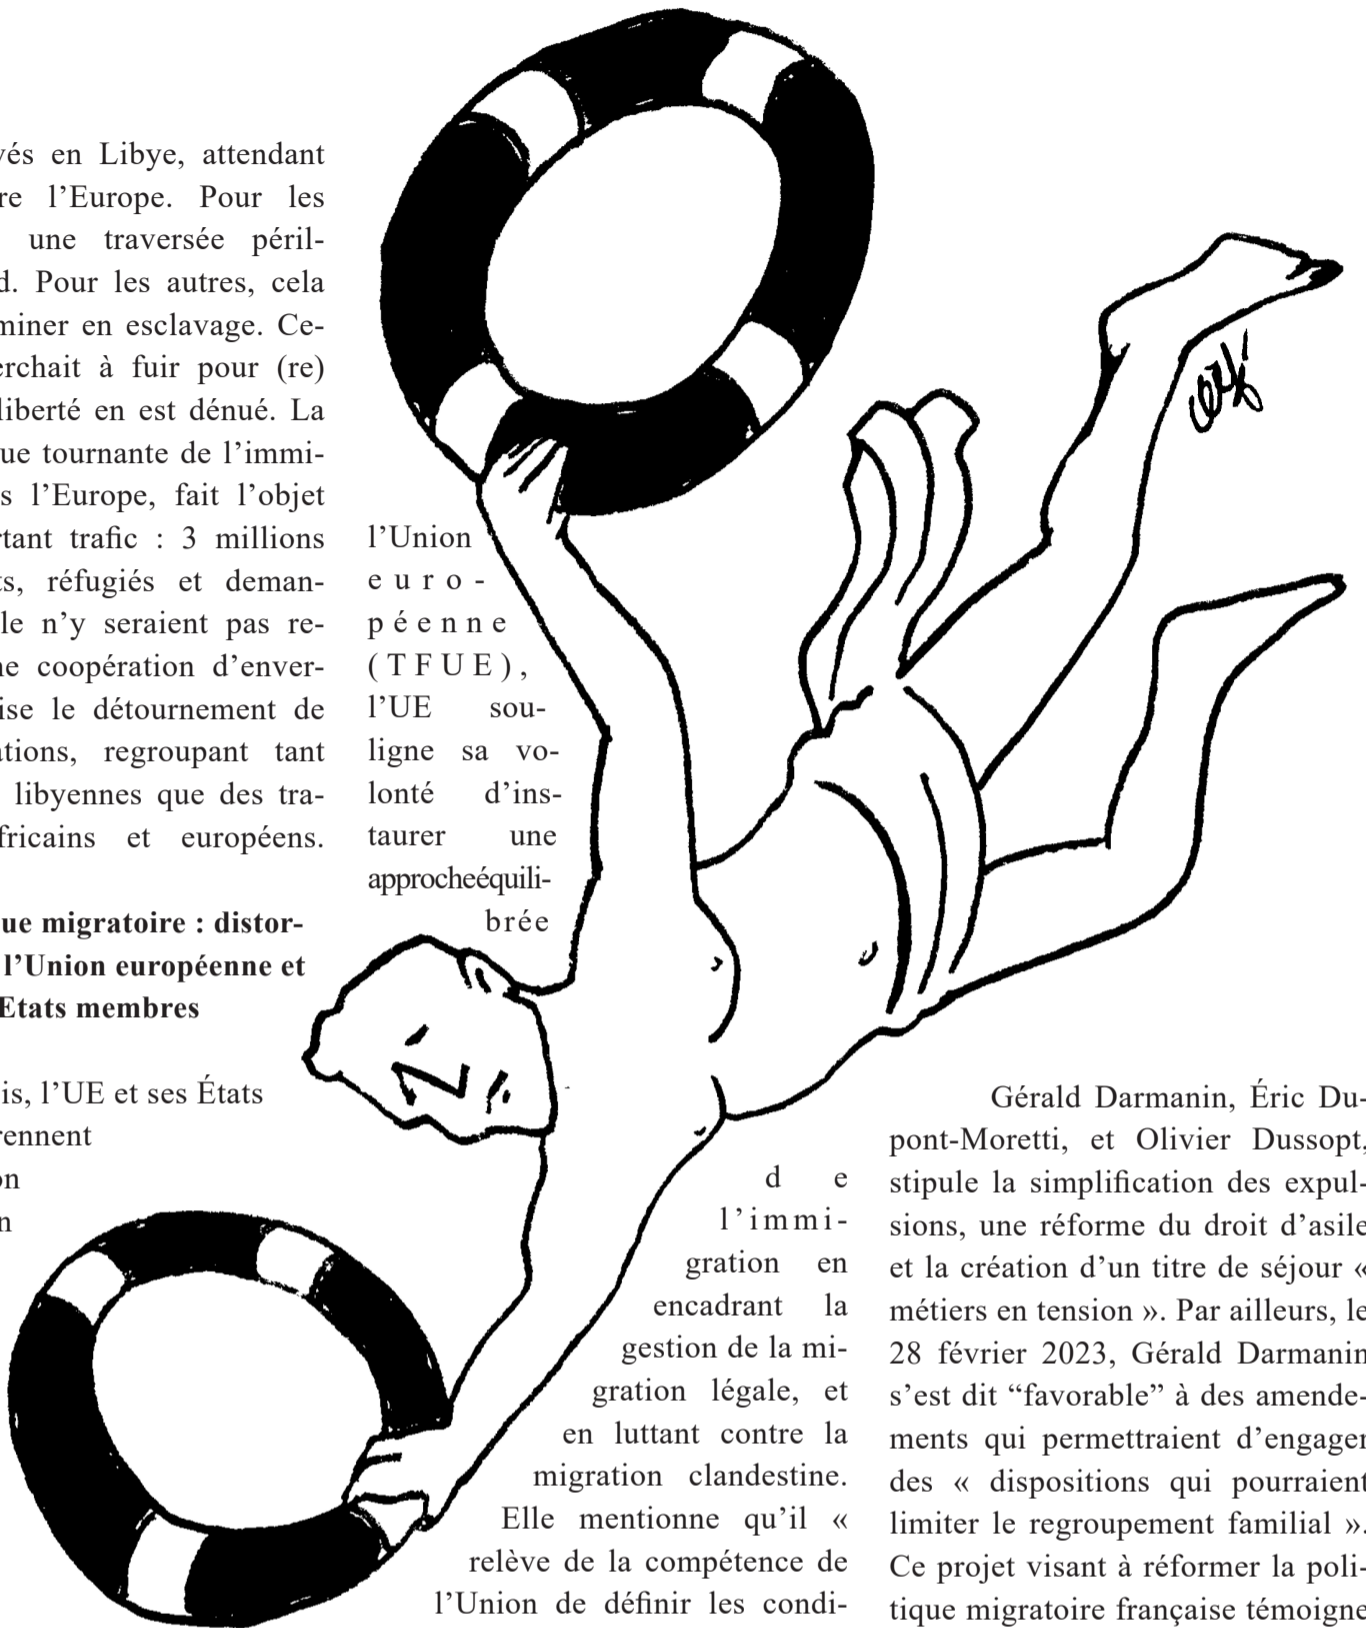 vés en Libye, attendant
re l’Europe. Pour les
une traversée péril-
d. Pour les autres, cela
miner en esclavage. Ce-
erchait à fuir pour (re)
liberté en est dénué. La
ue tournante de l’immi-
s l’Europe, fait l’objet
rtant trafic : 3 millions
ts, réfugiés et deman-
le n’y seraient pas re-
ne coopération d’enver-
ise le détournement de
ations, regroupant tant
libyennes que des tra-
fricains et européens.
ue migratoire : distor-
l’Union européenne et
Etats membres
is, l’UE et ses États
rennent
on
n
l’Union
euro-
péenne
(TFUE),
l’UE sou-
ligne sa vo-
lonté d’ins-
taurer une
approcheéquili-
brée
d e
l’immi-
gration en
encadrant la
gestion de la mi-
gration légale, et
en luttant contre la
migration clandestine.
Elle mentionne qu’il «
relève de la compétence de
l’Union de définir les condi-
Gérald Darmanin, Éric Du-
pont-Moretti, et Olivier Dussopt,
stipule la simplification des expul-
sions, une réforme du droit d’asile
et la création d’un titre de séjour «
métiers en tension ». Par ailleurs, le
28 février 2023, Gérald Darmanin
s’est dit “favorable” à des amende-
ments qui permettraient d’engager
des « dispositions qui pourraient
limiter le regroupement familial ».
Ce projet visant à réformer la poli-
tique migratoire française témoigne